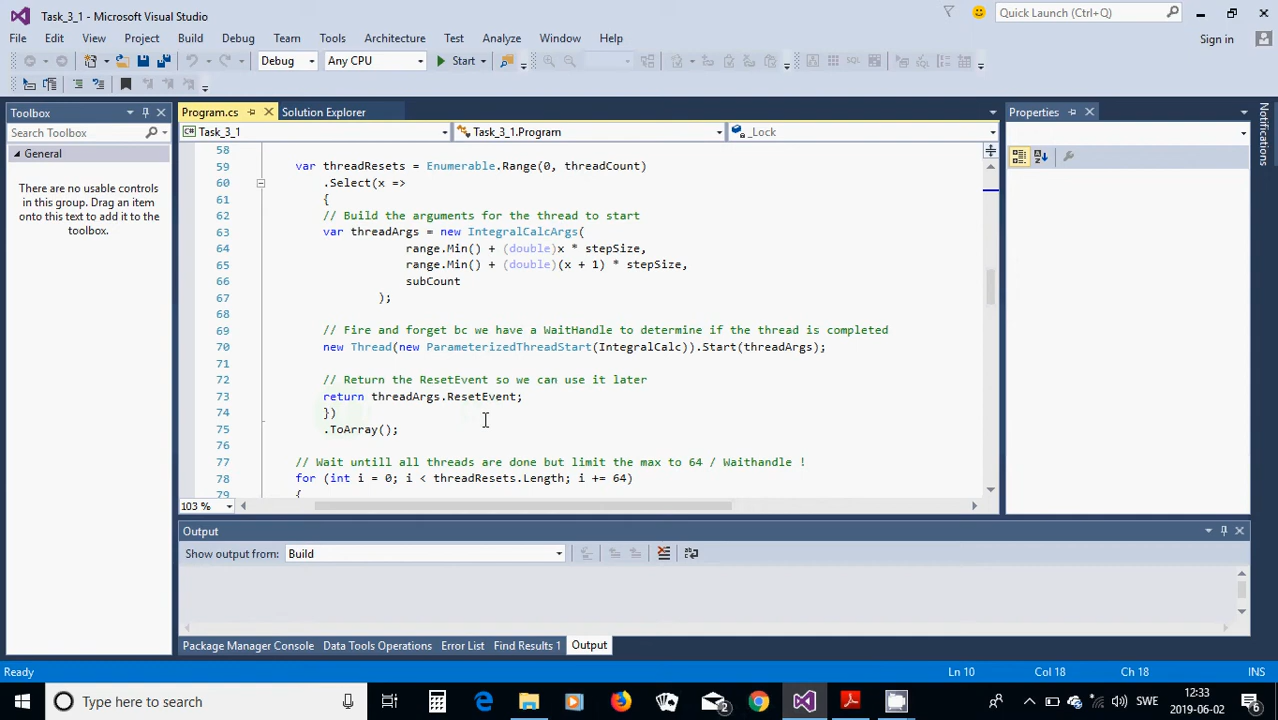 Task_3_1 - Microsoft Visual Studio
Quick Launch (Ctrl+Q)
File Edit View Project Build Debug Team Tools Architecture Test Analyze Window Help
Sign in
Debug Any CPU Start
Toolbox
Program.cs Solution Explorer
Properties
Notifications
Search Toolbox
Task_3_1 Task_3_1.Program _Lock
General
There are no usable controls
in this group. Drag an item
onto this text to add it to the
toolbox.
58
59 var threadResets = Enumerable.Range(0, threadCount)
60 .Select(x =>
61 {
62 // Build the arguments for the thread to start
63 var threadArgs = new IntegralCalcArgs(
64 range.Min() + (double)x * stepSize,
65 range.Min() + (double)(x + 1) * stepSize,
66 subCount
67 );
68
69 // Fire and forget bc we have a WaitHandle to determine if the thread is completed
70 new Thread(new ParameterizedThreadStart(IntegralCalc)).Start(threadArgs);
71
72 // Return the ResetEvent so we can use it later
73 return threadArgs.ResetEvent;
74 })
75 .ToArray();
76
77 // Wait untill all threads are done but limit the max to 64 / Waithandle !
78 for (int i = 0; i < threadResets.Length; i += 64)
79 {
103 %
Output
Show output from: Build
Package Manager Console Data Tools Operations Error List Find Results 1 Output
Ready Ln 10 Col 18 Ch 18 INS
Type here to search
2
SWE
12:33
2019-06-02
6